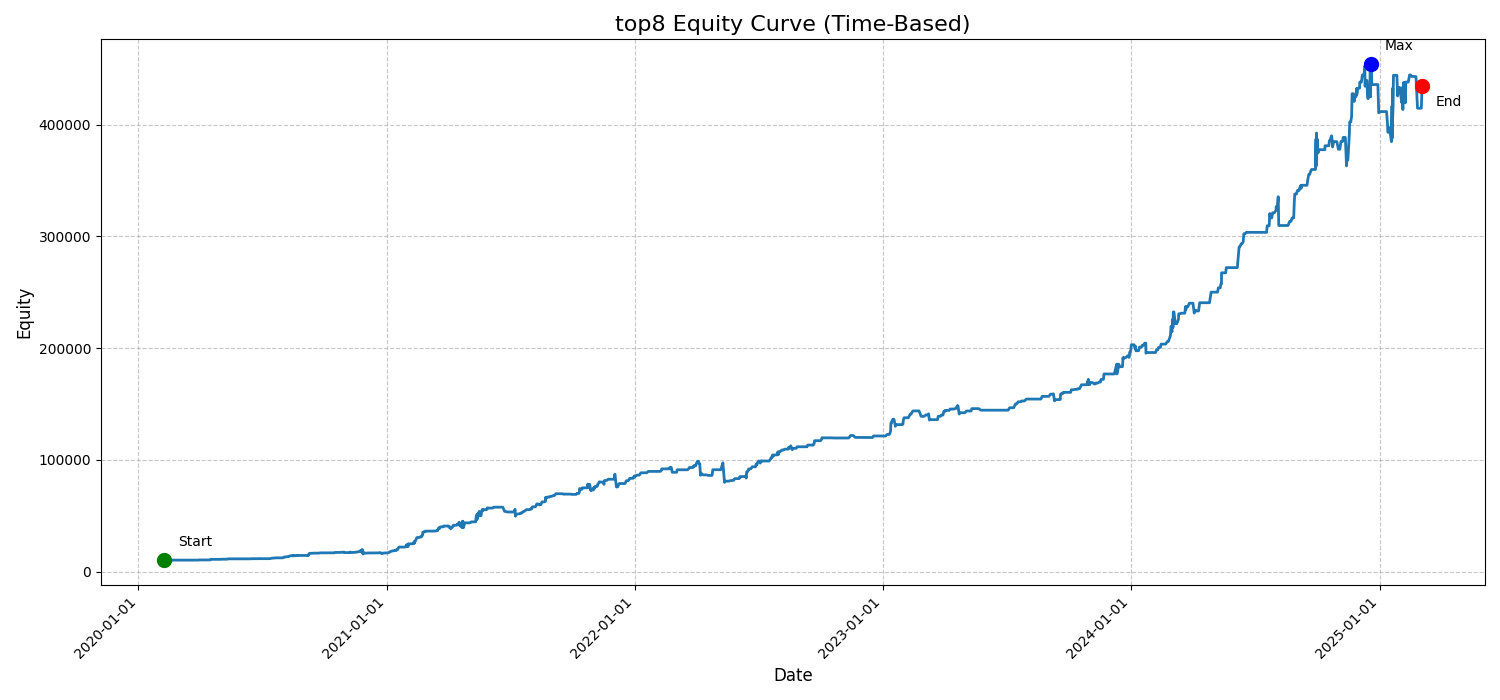 top8 Equity Curve (Time-Based)
Max
400000
End
300000
Equity
200000
100000
Start
0
2020-01-01
2021-01-01
2022-01-01
2023-01-01
2024-01-01
2025-01-01
Date